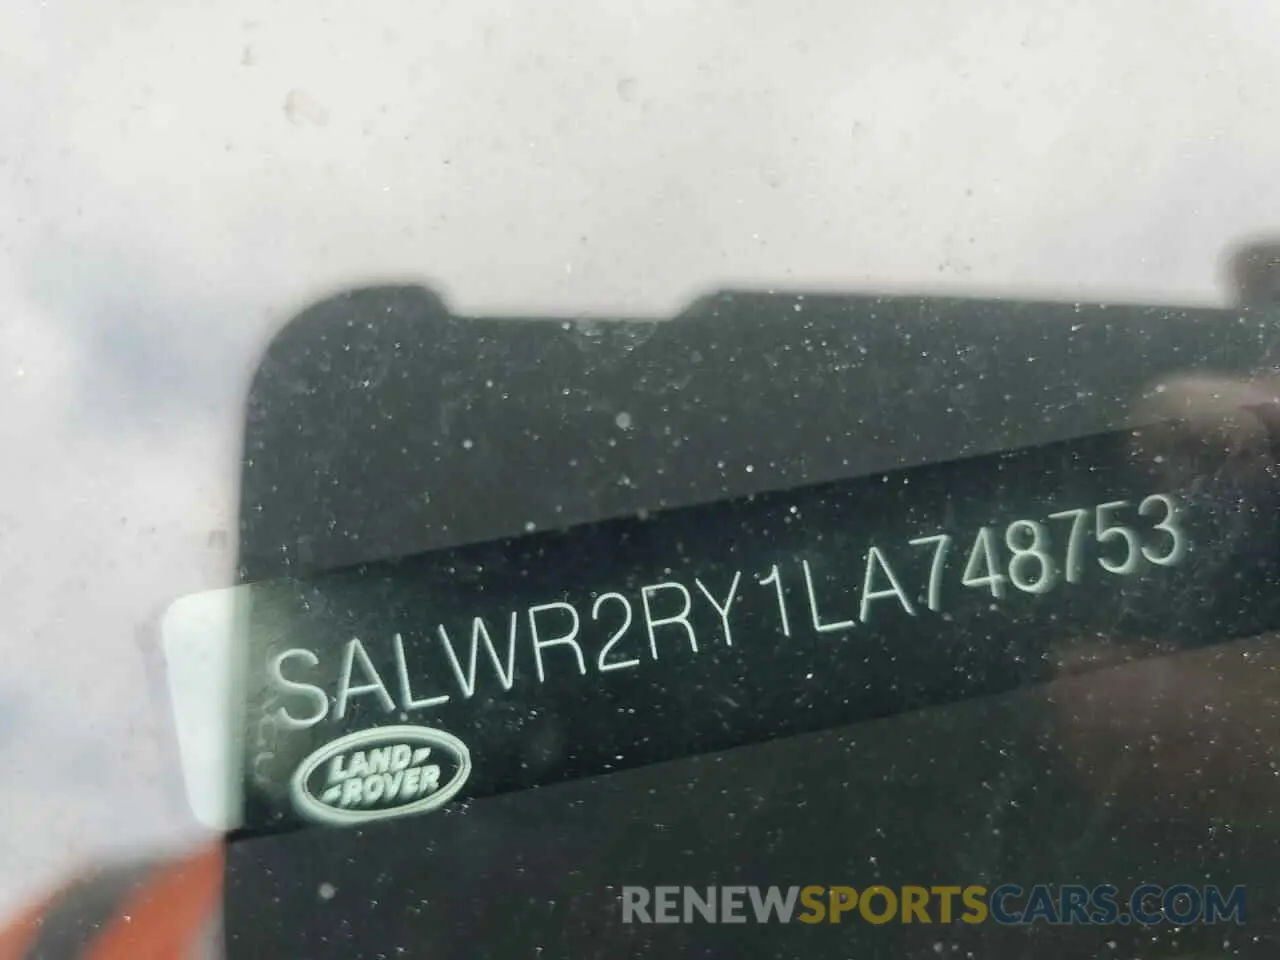 SALWR2RY1LA748753
LAND-
-ROVER
RENEWSPORTSCARS.COM